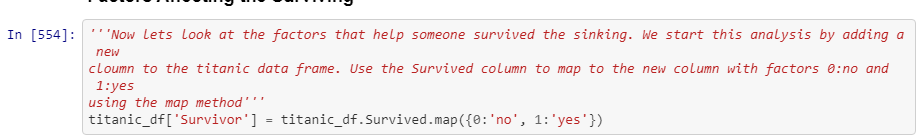 Factors Affecting the Surviving
In [554]: '''Now lets look at the factors that help someone survived the sinking. We start this analysis by adding a
new
cloumn to the titanic data frame. Use the Survived column to map to the new column with factors 0:no and
1:yes
using the map method'''
titanic_df['Survivor'] = titanic_df.Survived.map({0:'no', 1:'yes'})